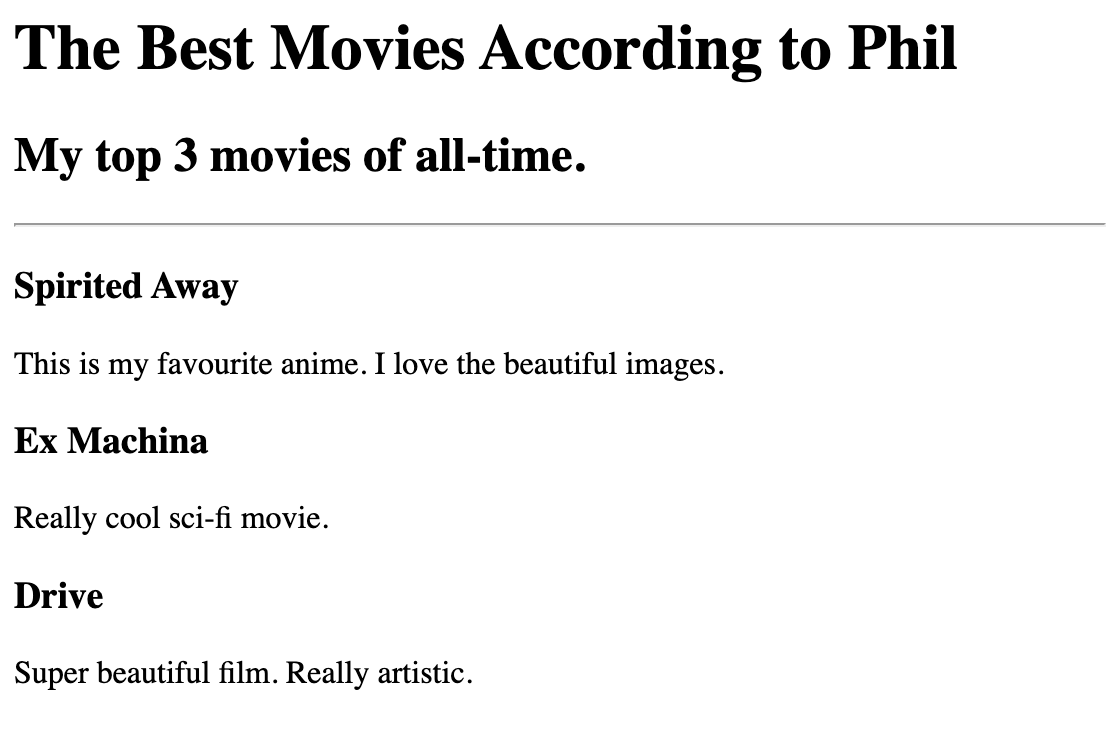 The Best Movies According to Phil
My top 3 movies of all-time.
Spirited Away
This is my favourite anime. I love the beautiful images.
Ex Machina
Really cool sci-fi movie.
Drive
Super beautiful film. Really artistic.